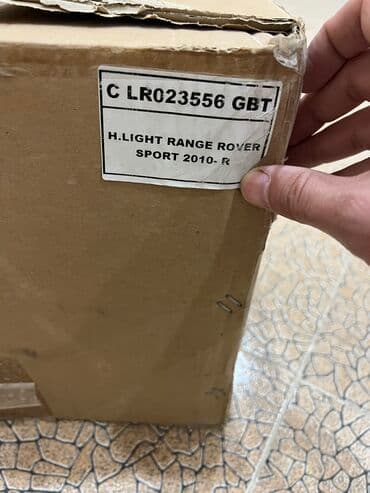 C LR023556 GBT
H.LIGHT RANGE ROVER
SPORT 2010- R